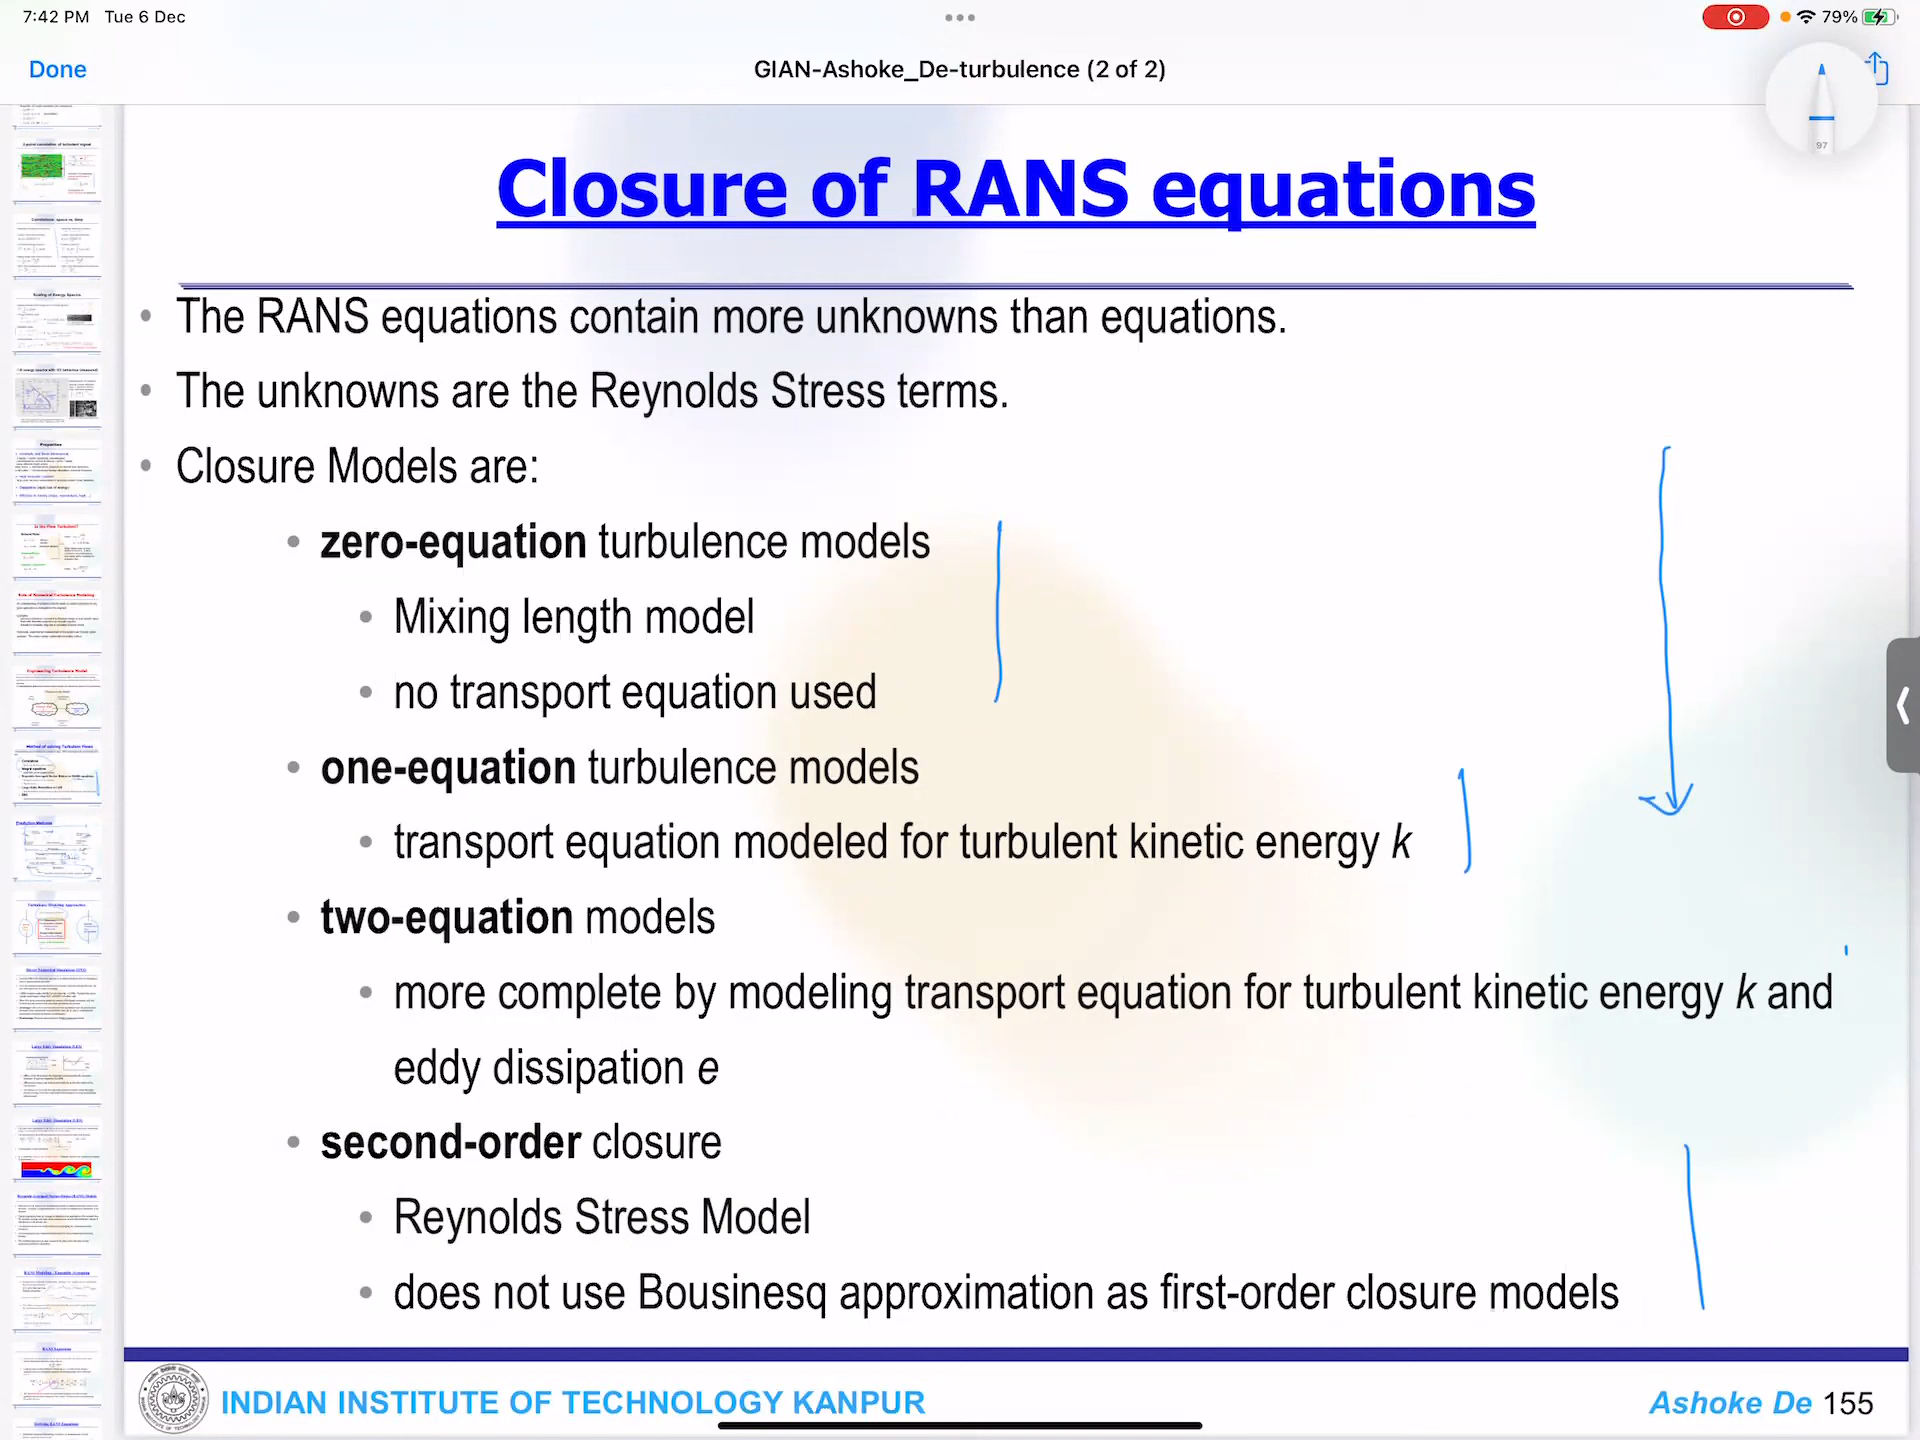 7:42 PM Tue 6 Dec
79%
Done
GIAN-Ashoke_De-turbulence (2 of 2)
97
Closure of RANS equations
• The RANS equations contain more unknowns than equations.
• The unknowns are the Reynolds Stress terms.
• Closure Models are:
• zero-equation turbulence models
• Mixing length model
• no transport equation used
• one-equation turbulence models
• transport equation modeled for turbulent kinetic energy k
• two-equation models
• more complete by modeling transport equation for turbulent kinetic energy k and
eddy dissipation e
• second-order closure
• Reynolds Stress Model
• does not use Bousinesq approximation as first-order closure models
INDIAN INSTITUTE OF TECHNOLOGY KANPUR
Ashoke De 155